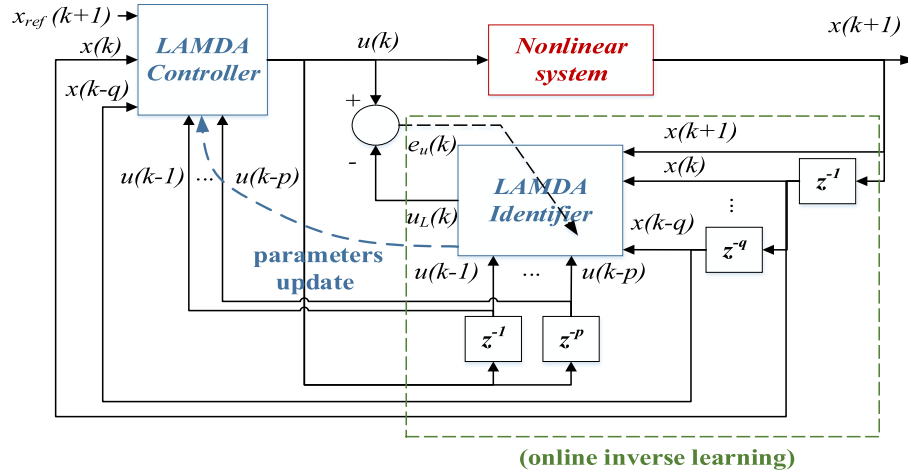 x_ref (k+1)
x(k)
x(k-q)
LAMDA
Controller
u(k)
Nonlinear
system
x(k+1)
+
-
e_u(k)
u_L(k)
x(k+1)
x(k)
x(k-q)
LAMDA
Identifier
z^-1
⋮
z^-q
u(k-1) ... u(k-p)
parameters
update
u(k-1) ... u(k-p)
z^-1
z^-p
(online inverse learning)